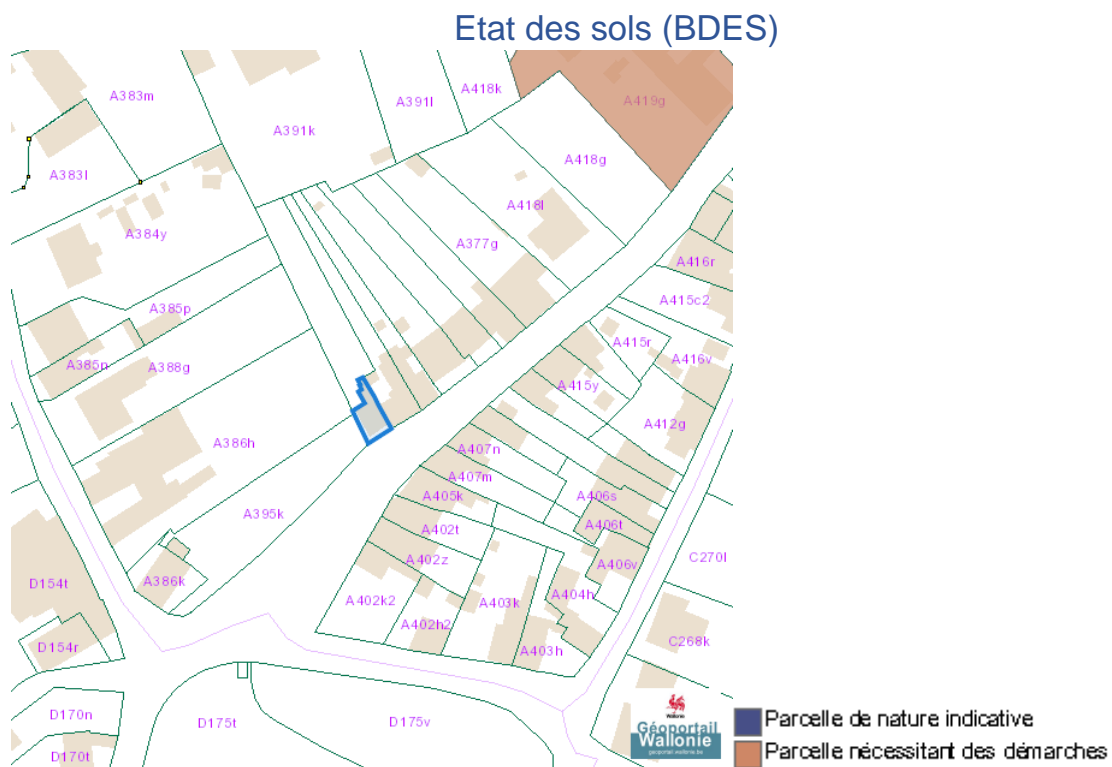 Etat des sols (BDES)
A383m
A418k
A391l
A419g
A391k
A418g
A383l
A418l
A384y
A377g
A416r
A415c2
A385p
A415r
A416v
A385n
A388g
A415y
A412g
A386h
A407n
A407m
A405k
A406s
A395k
A402t
A406t
A402z
A406v
C270l
D154t
A386k
A404h
A402k2
A403k
A402h2
D154r
A403h
C268k
D170n
D175t
D175v
D170t
Wallonie
Géoportail
Wallonie
geoportail.wallonie.be
Parcelle de nature indicative
Parcelle nécessitant des démarches